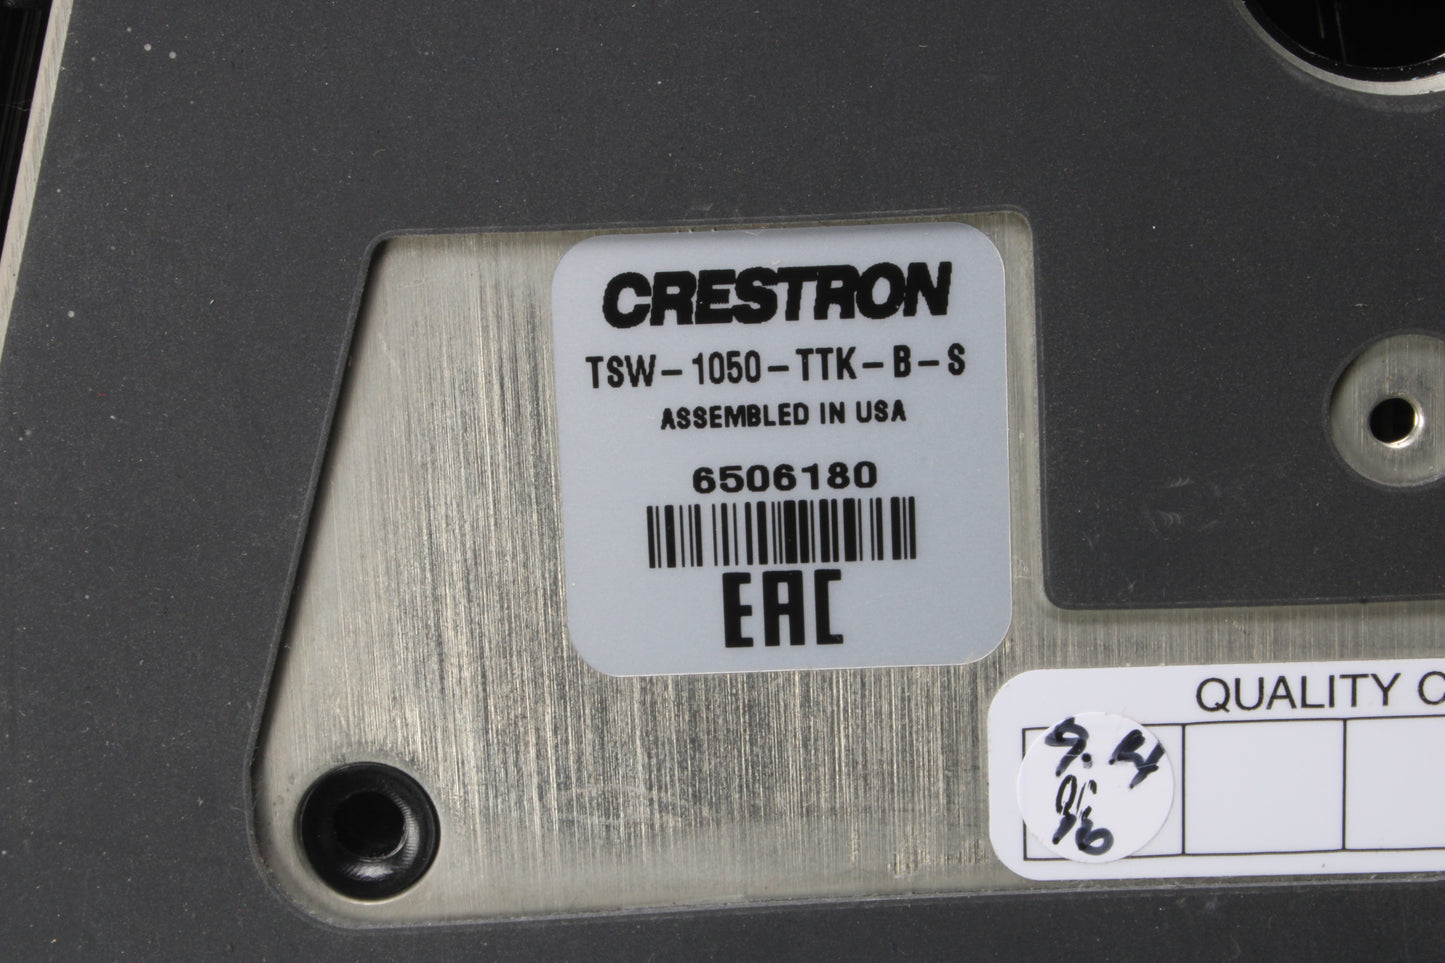 CRESTRON
TSW-1050-TTK-B-S
ASSEMBLED IN USA
6506180
EAC
QUALITY C